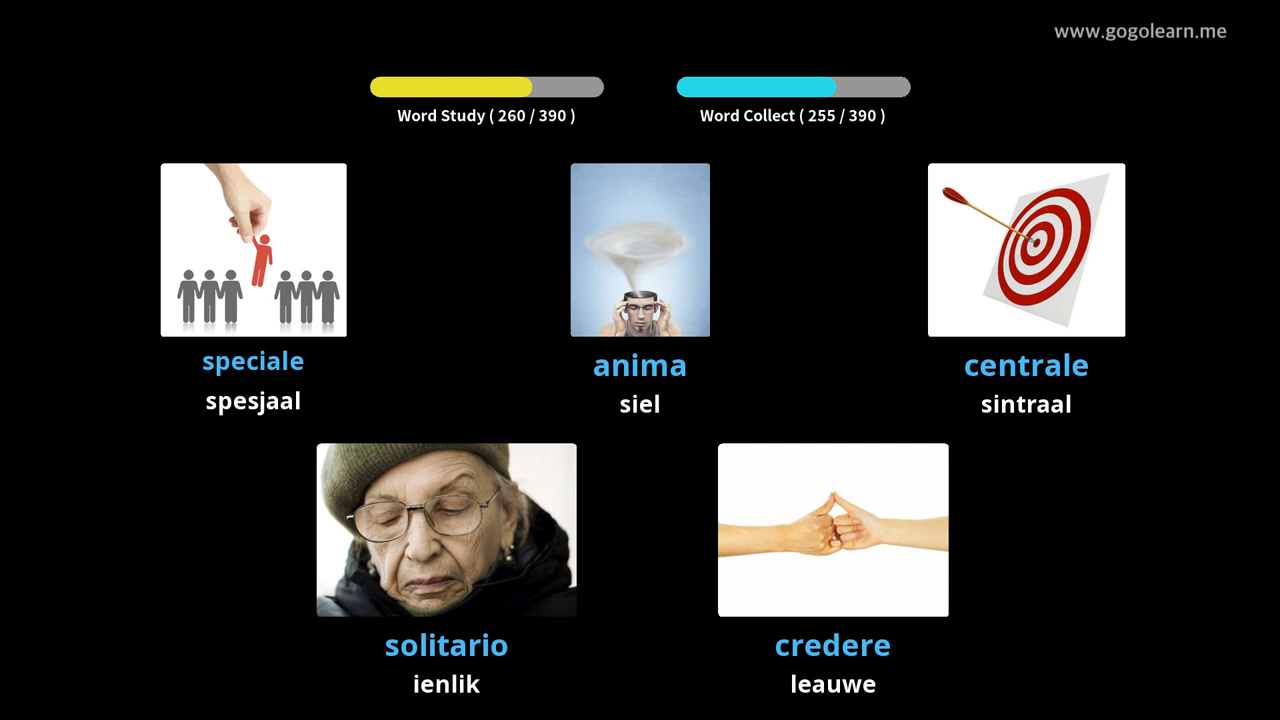 www.gogolearn.me
Word Study ( 260 / 390 )
Word Collect ( 255 / 390 )
speciale
spesjaal
anima
siel
centrale
sintraal
solitario
ienlik
credere
leauwe